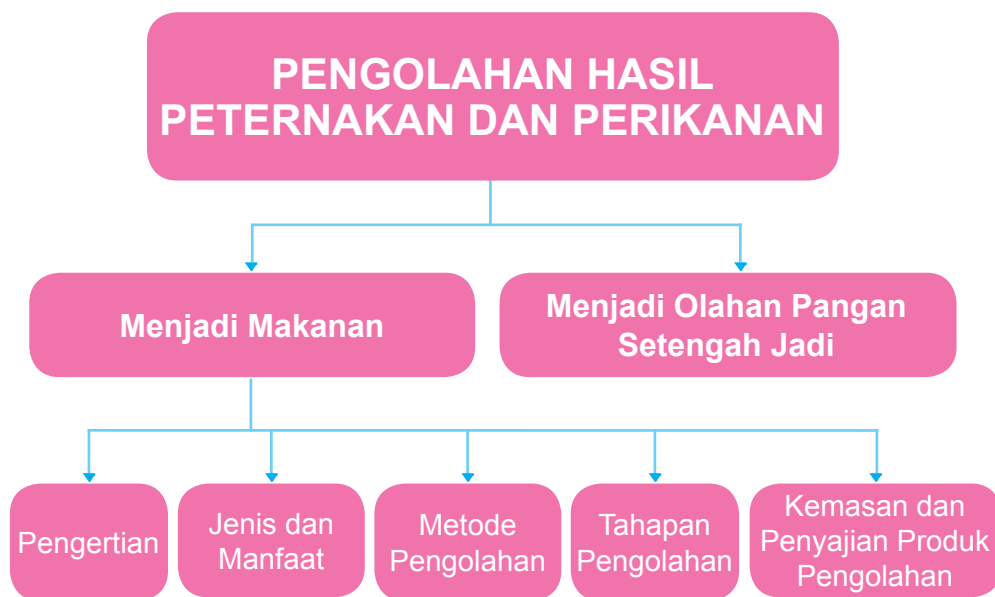 PENGOLAHAN HASIL
PETERNAKAN DAN PERIKANAN
Menjadi Makanan
Menjadi Olahan Pangan
Setengah Jadi
Pengertian
Jenis dan
Manfaat
Metode
Pengolahan
Tahapan
Pengolahan
Kemasan dan
Penyajian Produk
Pengolahan